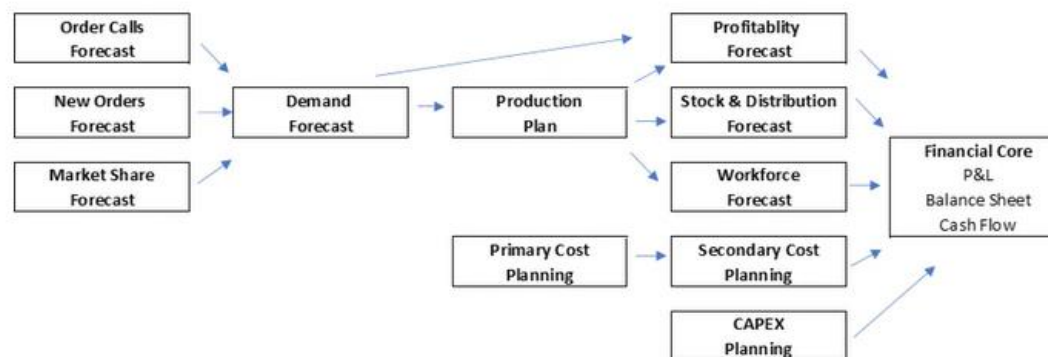 Order Calls
Forecast
New Orders
Forecast
Market Share
Forecast
Demand
Forecast
Production
Plan
Primary Cost
Planning
Profitablity
Forecast
Stock & Distribution
Forecast
Workforce
Forecast
Secondary Cost
Planning
CAPEX
Planning
Financial Core
P&L
Balance Sheet
Cash Flow